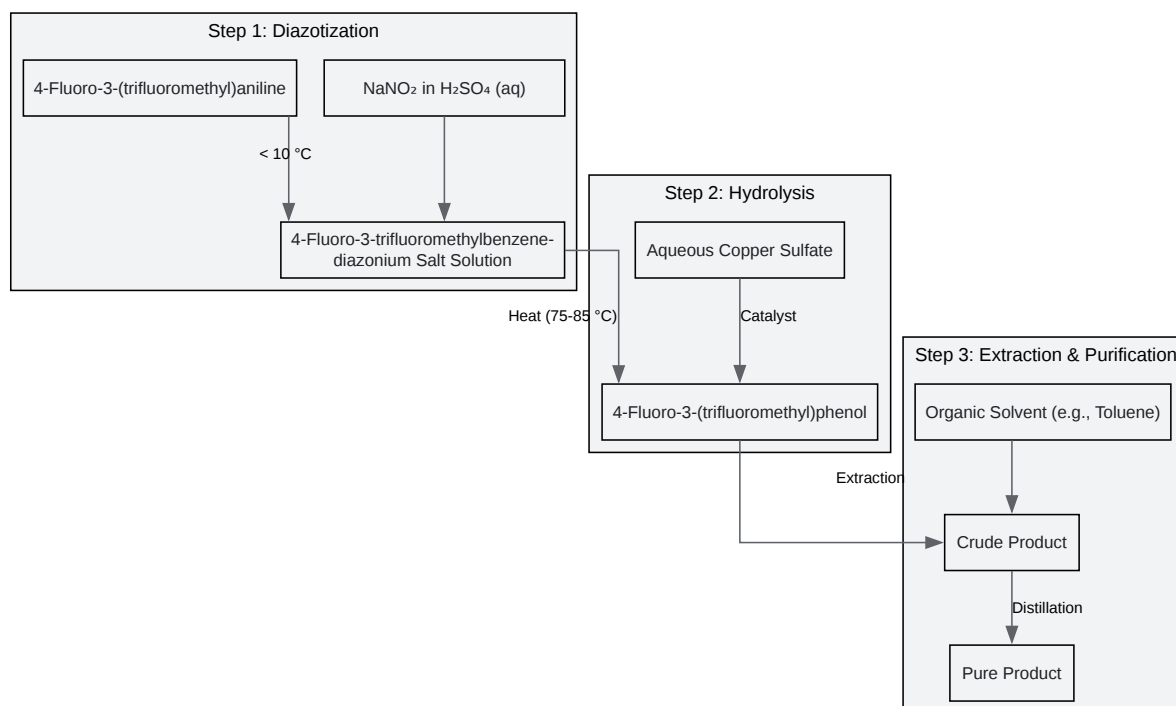 Step 1: Diazotization
4-Fluoro-3-(trifluoromethyl)aniline
NaNO₂ in H₂SO₄ (aq)
< 10 °C
4-Fluoro-3-trifluoromethylbenzene-
diazonium Salt Solution
Step 2: Hydrolysis
Aqueous Copper Sulfate
Heat (75-85 °C)
Catalyst
4-Fluoro-3-(trifluoromethyl)phenol
Step 3: Extraction & Purification
Organic Solvent (e.g., Toluene)
Extraction
Crude Product
Distillation
Pure Product